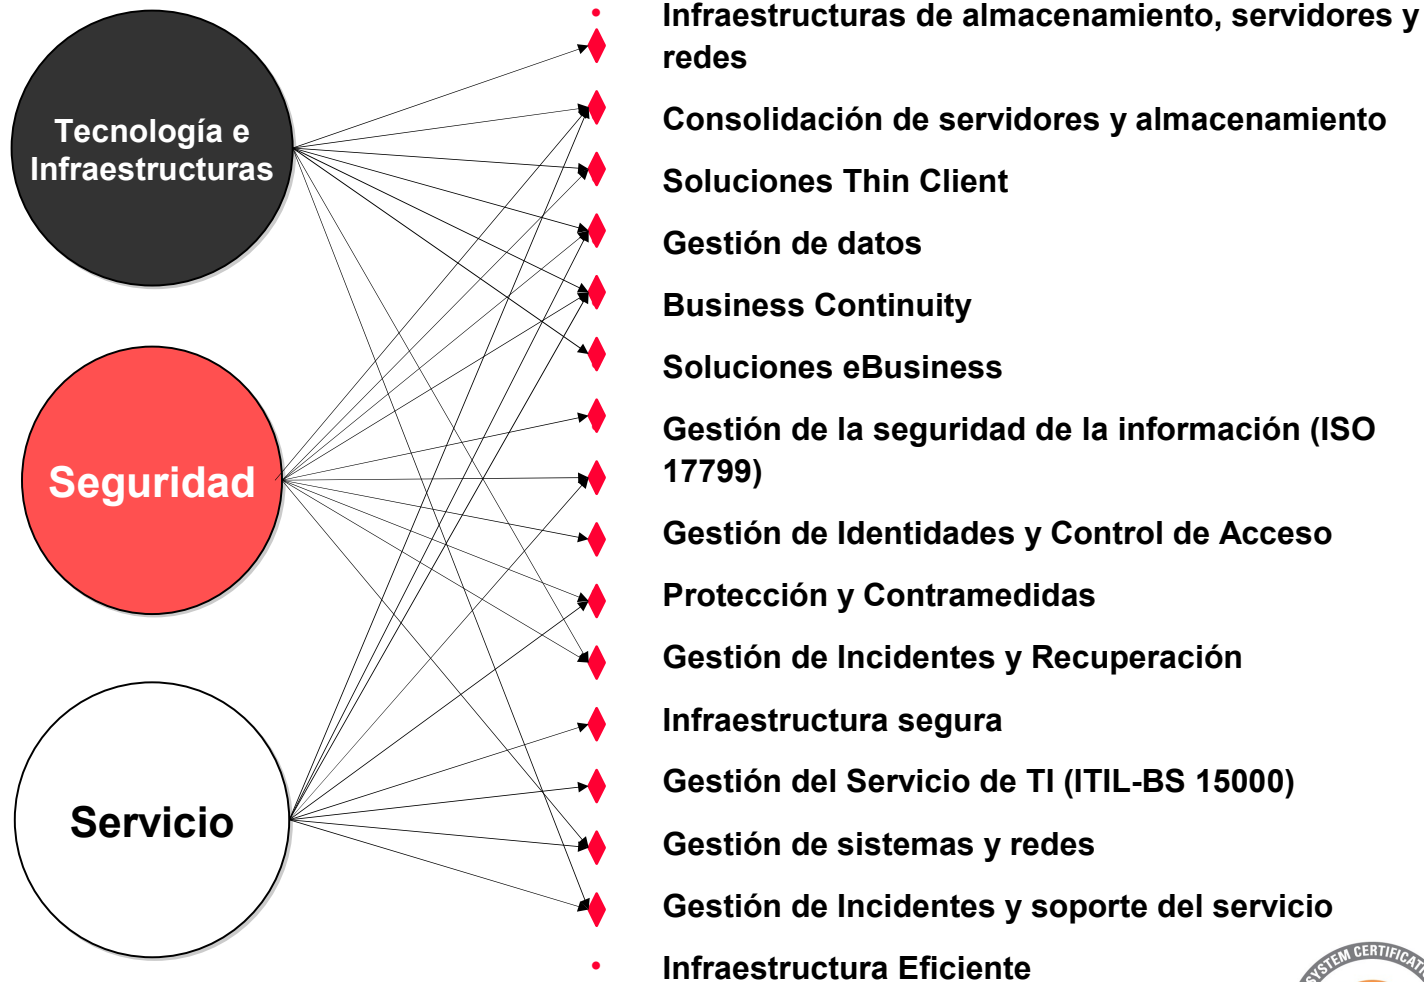 Infraestructuras de almacenamiento, servidores y
redes
Tecnología e
Infraestructuras
Consolidación de servidores y almacenamiento
Soluciones Thin Client
Gestión de datos
Business Continuity
Soluciones eBusiness
Seguridad
Gestión de la seguridad de la información (ISO
17799)
Gestión de Identidades y Control de Acceso
Protección y Contramedidas
Gestión de Incidentes y Recuperación
Infraestructura segura
Servicio
Gestión del Servicio de TI (ITIL-BS 15000)
Gestión de sistemas y redes
Gestión de Incidentes y soporte del servicio
Infraestructura Eficiente